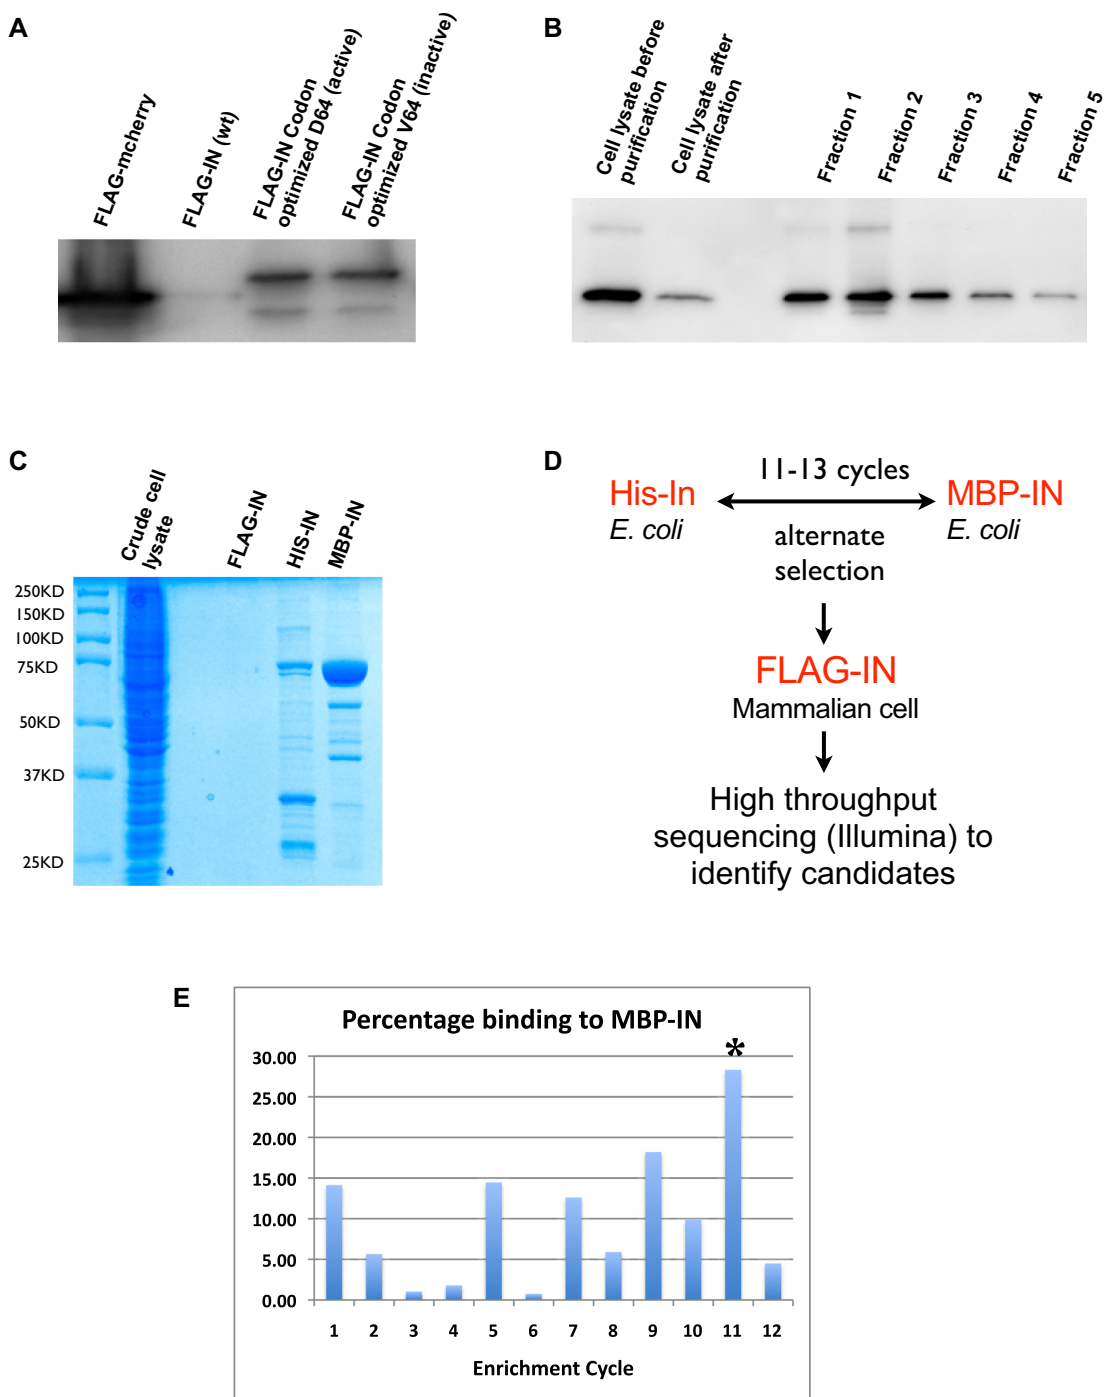 A
FLAG-mcherry
FLAG-IN (wt)
FLAG-IN Codon
optimized D64 (active)
FLAG-IN Codon
optimized V64 (inactive)
B
Cell lysate before
purification
Cell lysate after
purification
Fraction 1
Fraction 2
Fraction 3
Fraction 4
Fraction 5
C
Crude cell
lysate
FLAG-IN
HIS-IN
MBP-IN
250KD
150KD
100KD
75KD
50KD
37KD
25KD
D
11-13 cycles
His-In
MBP-IN
E. coli
E. coli
alternate
selection
FLAG-IN
Mammalian cell
High throughput
sequencing (Illumina) to
identify candidates
E
Percentage binding to MBP-IN
*
30.00
25.00
20.00
15.00
10.00
5.00
0.00
1 2 3 4 5 6 7 8 9 10 11 12
Enrichment Cycle